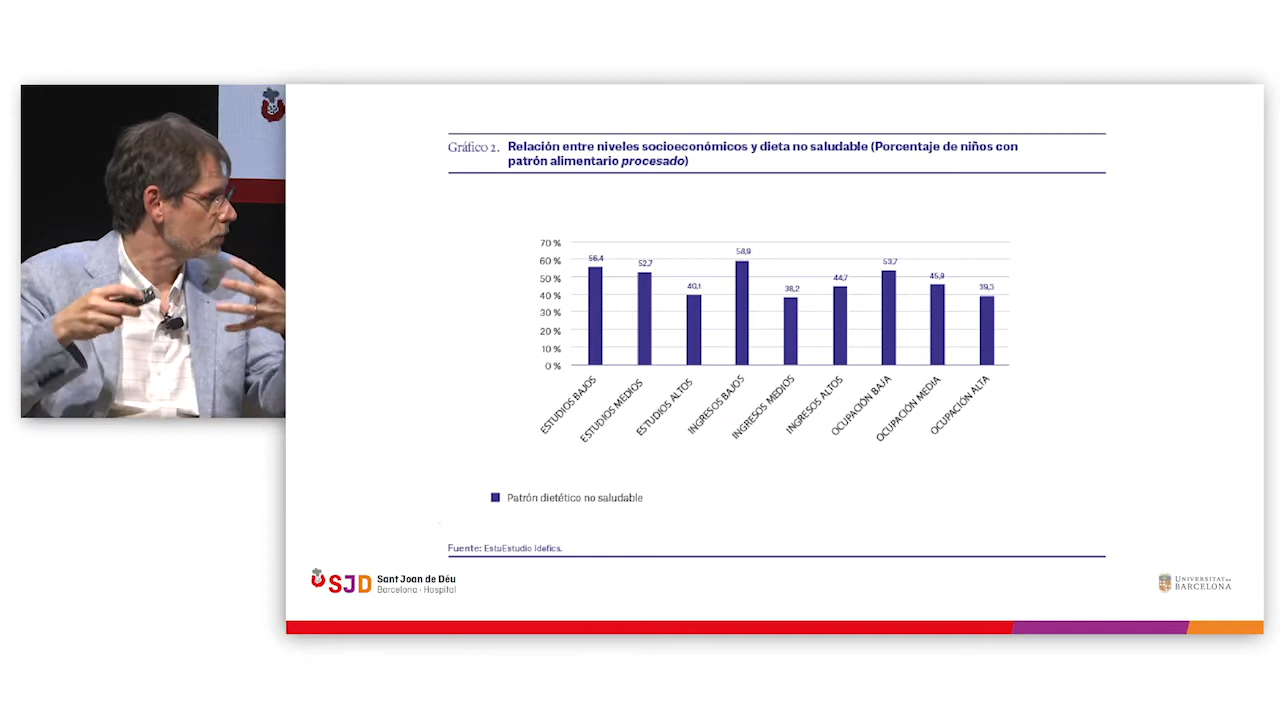 Gráfico 2. Relación entre niveles socioeconómicos y dieta no saludable (Porcentaje de niños con
patrón alimentario procesado)
70 %
60 %
50 %
40 %
30 %
20 %
10 %
0 %
56,4
52,7
40,1
58,9
38,2
44,7
53,7
45,9
39,3
ESTUDIOS BAJOS
ESTUDIOS MEDIOS
ESTUDIOS ALTOS
INGRESOS BAJOS
INGRESOS MEDIOS
INGRESOS ALTOS
OCUPACIÓN BAJA
OCUPACIÓN MEDIA
OCUPACIÓN ALTA
Patrón dietético no saludable
Fuente: EstuEstudio Idefics.
SJD Sant Joan de Déu
Barcelona · Hospital
UNIVERSITAT DE
BARCELONA